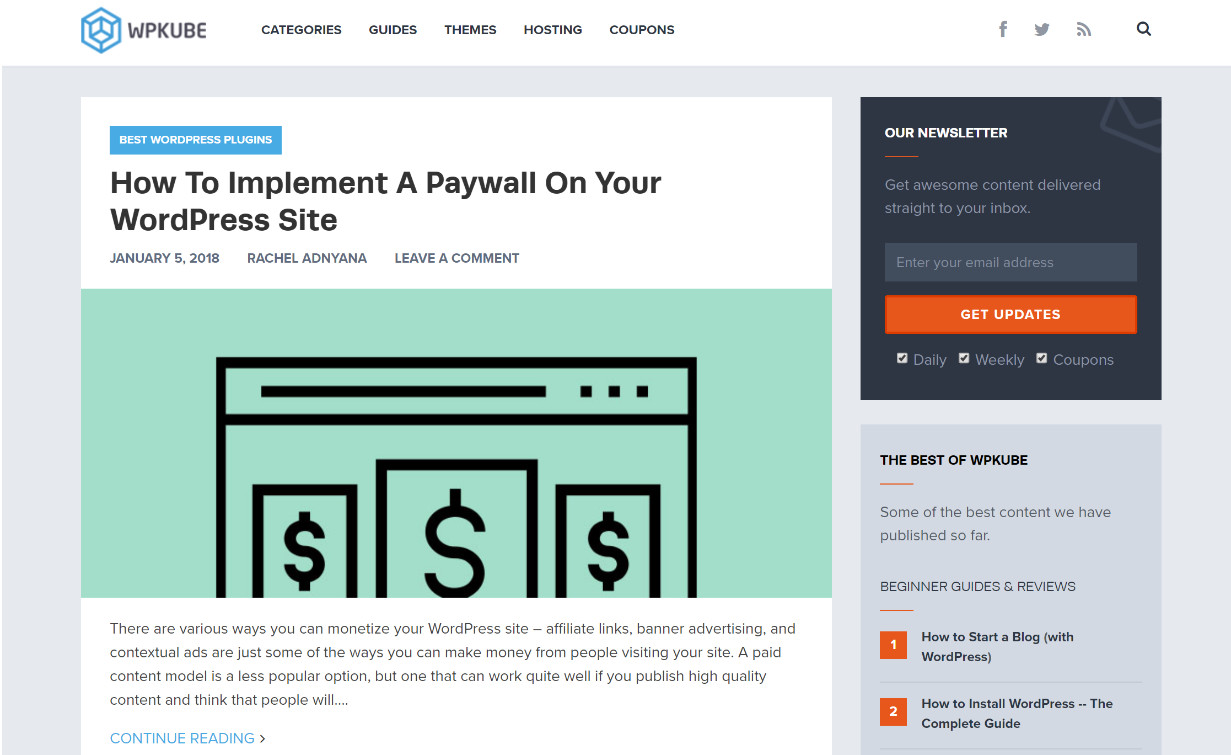 WPKUBE
CATEGORIES
GUIDES
THEMES
HOSTING
COUPONS
BEST WORDPRESS PLUGINS
How To Implement A Paywall On Your
WordPress Site
JANUARY 5, 2018
RACHEL ADNYANA
LEAVE A COMMENT
$ $ $
There are various ways you can monetize your WordPress site – affiliate links, banner advertising, and
contextual ads are just some of the ways you can make money from people visiting your site. A paid
content model is a less popular option, but one that can work quite well if you publish high quality
content and think that people will....
CONTINUE READING ›
OUR NEWSLETTER
Get awesome content delivered
straight to your inbox.
Enter your email address
GET UPDATES
Daily
Weekly
Coupons
THE BEST OF WPKUBE
Some of the best content we have
published so far.
BEGINNER GUIDES & REVIEWS
1 How to Start a Blog (with
WordPress)
2 How to Install WordPress -- The
Complete Guide